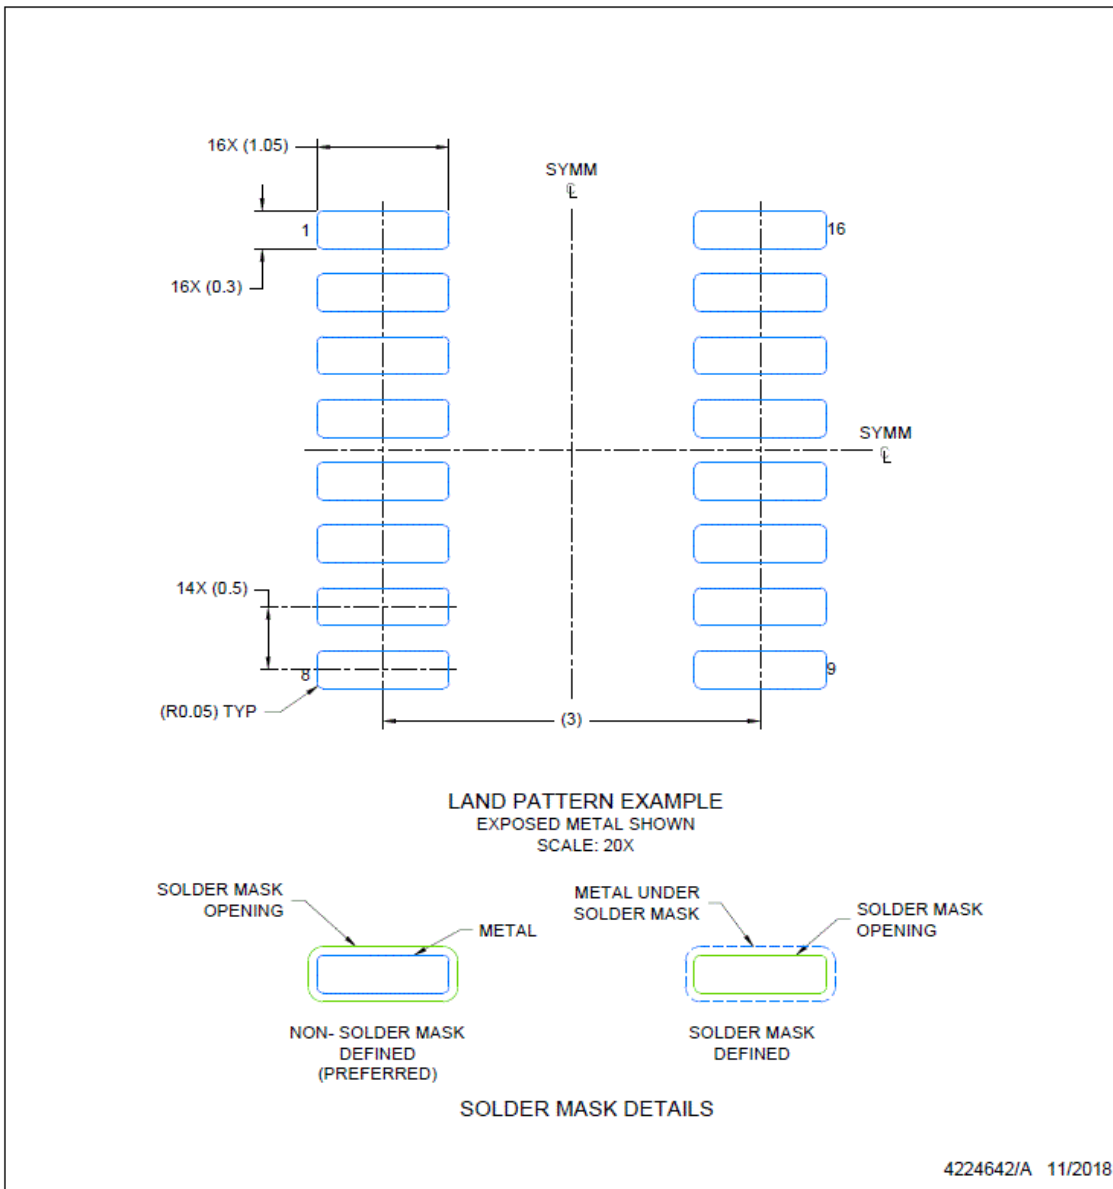 16X (1.05)
SYMM
℄
1
16
16X (0.3)
SYMM
℄
14X (0.5)
8
9
(R0.05) TYP
(3)
LAND PATTERN EXAMPLE
EXPOSED METAL SHOWN
SCALE: 20X
SOLDER MASK
OPENING
METAL
METAL UNDER
SOLDER MASK
SOLDER MASK
OPENING
NON- SOLDER MASK
DEFINED
(PREFERRED)
SOLDER MASK
DEFINED
SOLDER MASK DETAILS
4224642/A 11/2018